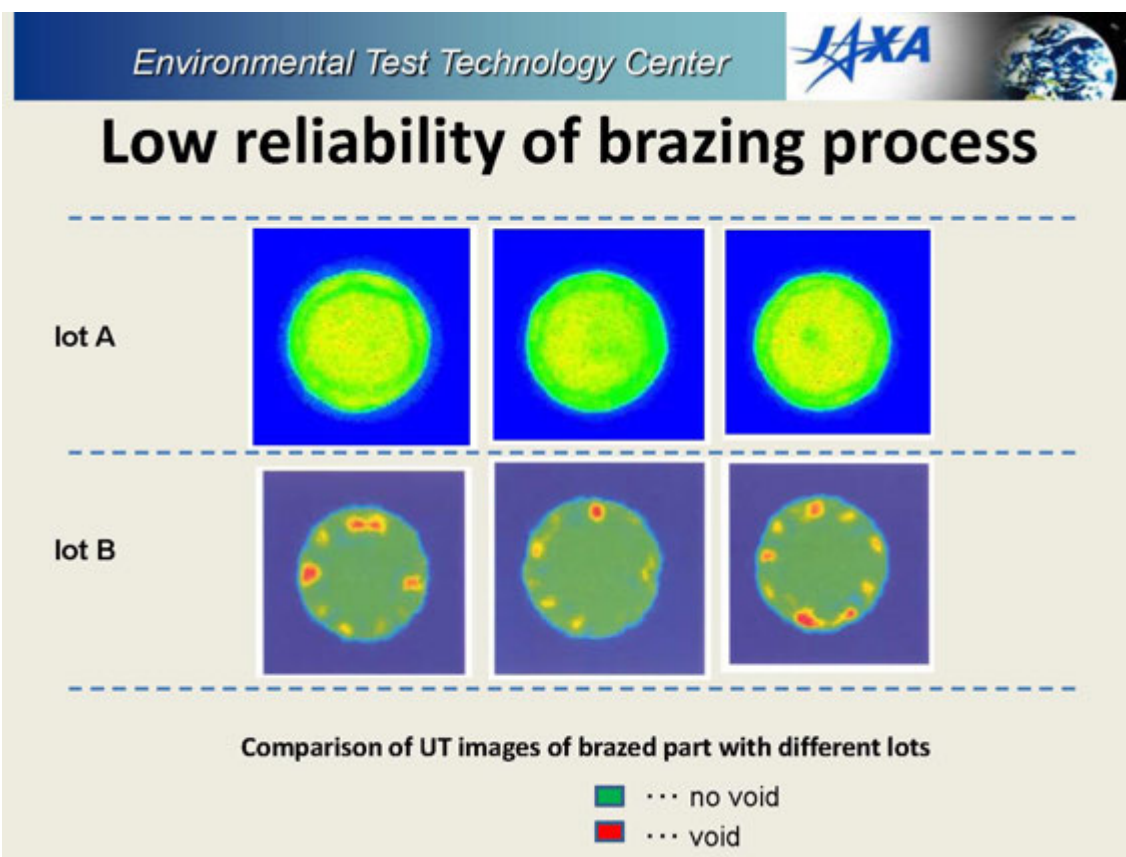 Environmental Test Technology Center
JAXA
Low reliability of brazing process
lot A
lot B
Comparison of UT images of brazed part with different lots
··· no void
··· void